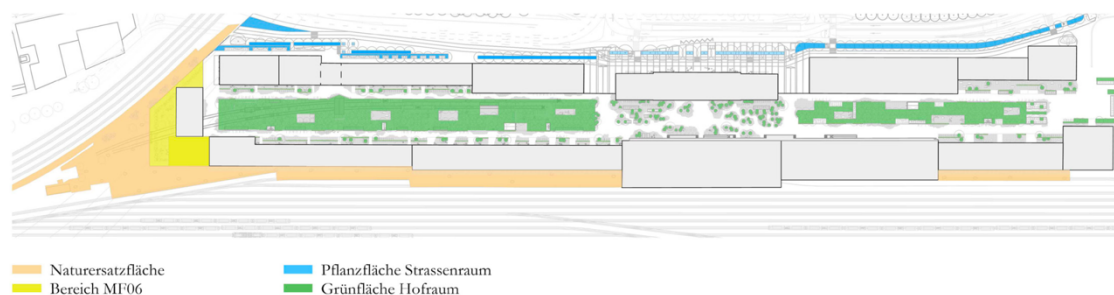 Naturersatzfläche
Bereich MF06
Pflanzfläche Strassenraum
Grünfläche Hofraum